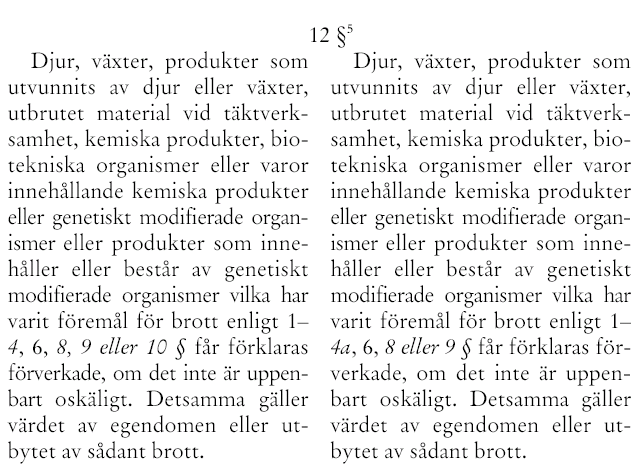 12 §5
Djur, växter, produkter som
utvunnits av djur eller växter,
utbrutet material vid täktverk-
samhet, kemiska produkter, bio-
tekniska organismer eller varor
innehållande kemiska produkter
eller genetiskt modifierade organ-
ismer eller produkter som inne-
håller eller består av genetiskt
modifierade organismer vilka har
varit föremål för brott enligt 1–
4, 6, 8, 9 eller 10 § får förklaras
förverkade, om det inte är uppen-
bart oskäligt. Detsamma gäller
värdet av egendomen eller ut-
bytet av sådant brott.
Djur, växter, produkter som
utvunnits av djur eller växter,
utbrutet material vid täktverk-
samhet, kemiska produkter, bio-
tekniska organismer eller varor
innehållande kemiska produkter
eller genetiskt modifierade organ-
ismer eller produkter som inne-
håller eller består av genetiskt
modifierade organismer vilka har
varit föremål för brott enligt 1–
4a, 6, 8 eller 9 § får förklaras för-
verkade, om det inte är uppen-
bart oskäligt. Detsamma gäller
värdet av egendomen eller ut-
bytet av sådant brott.